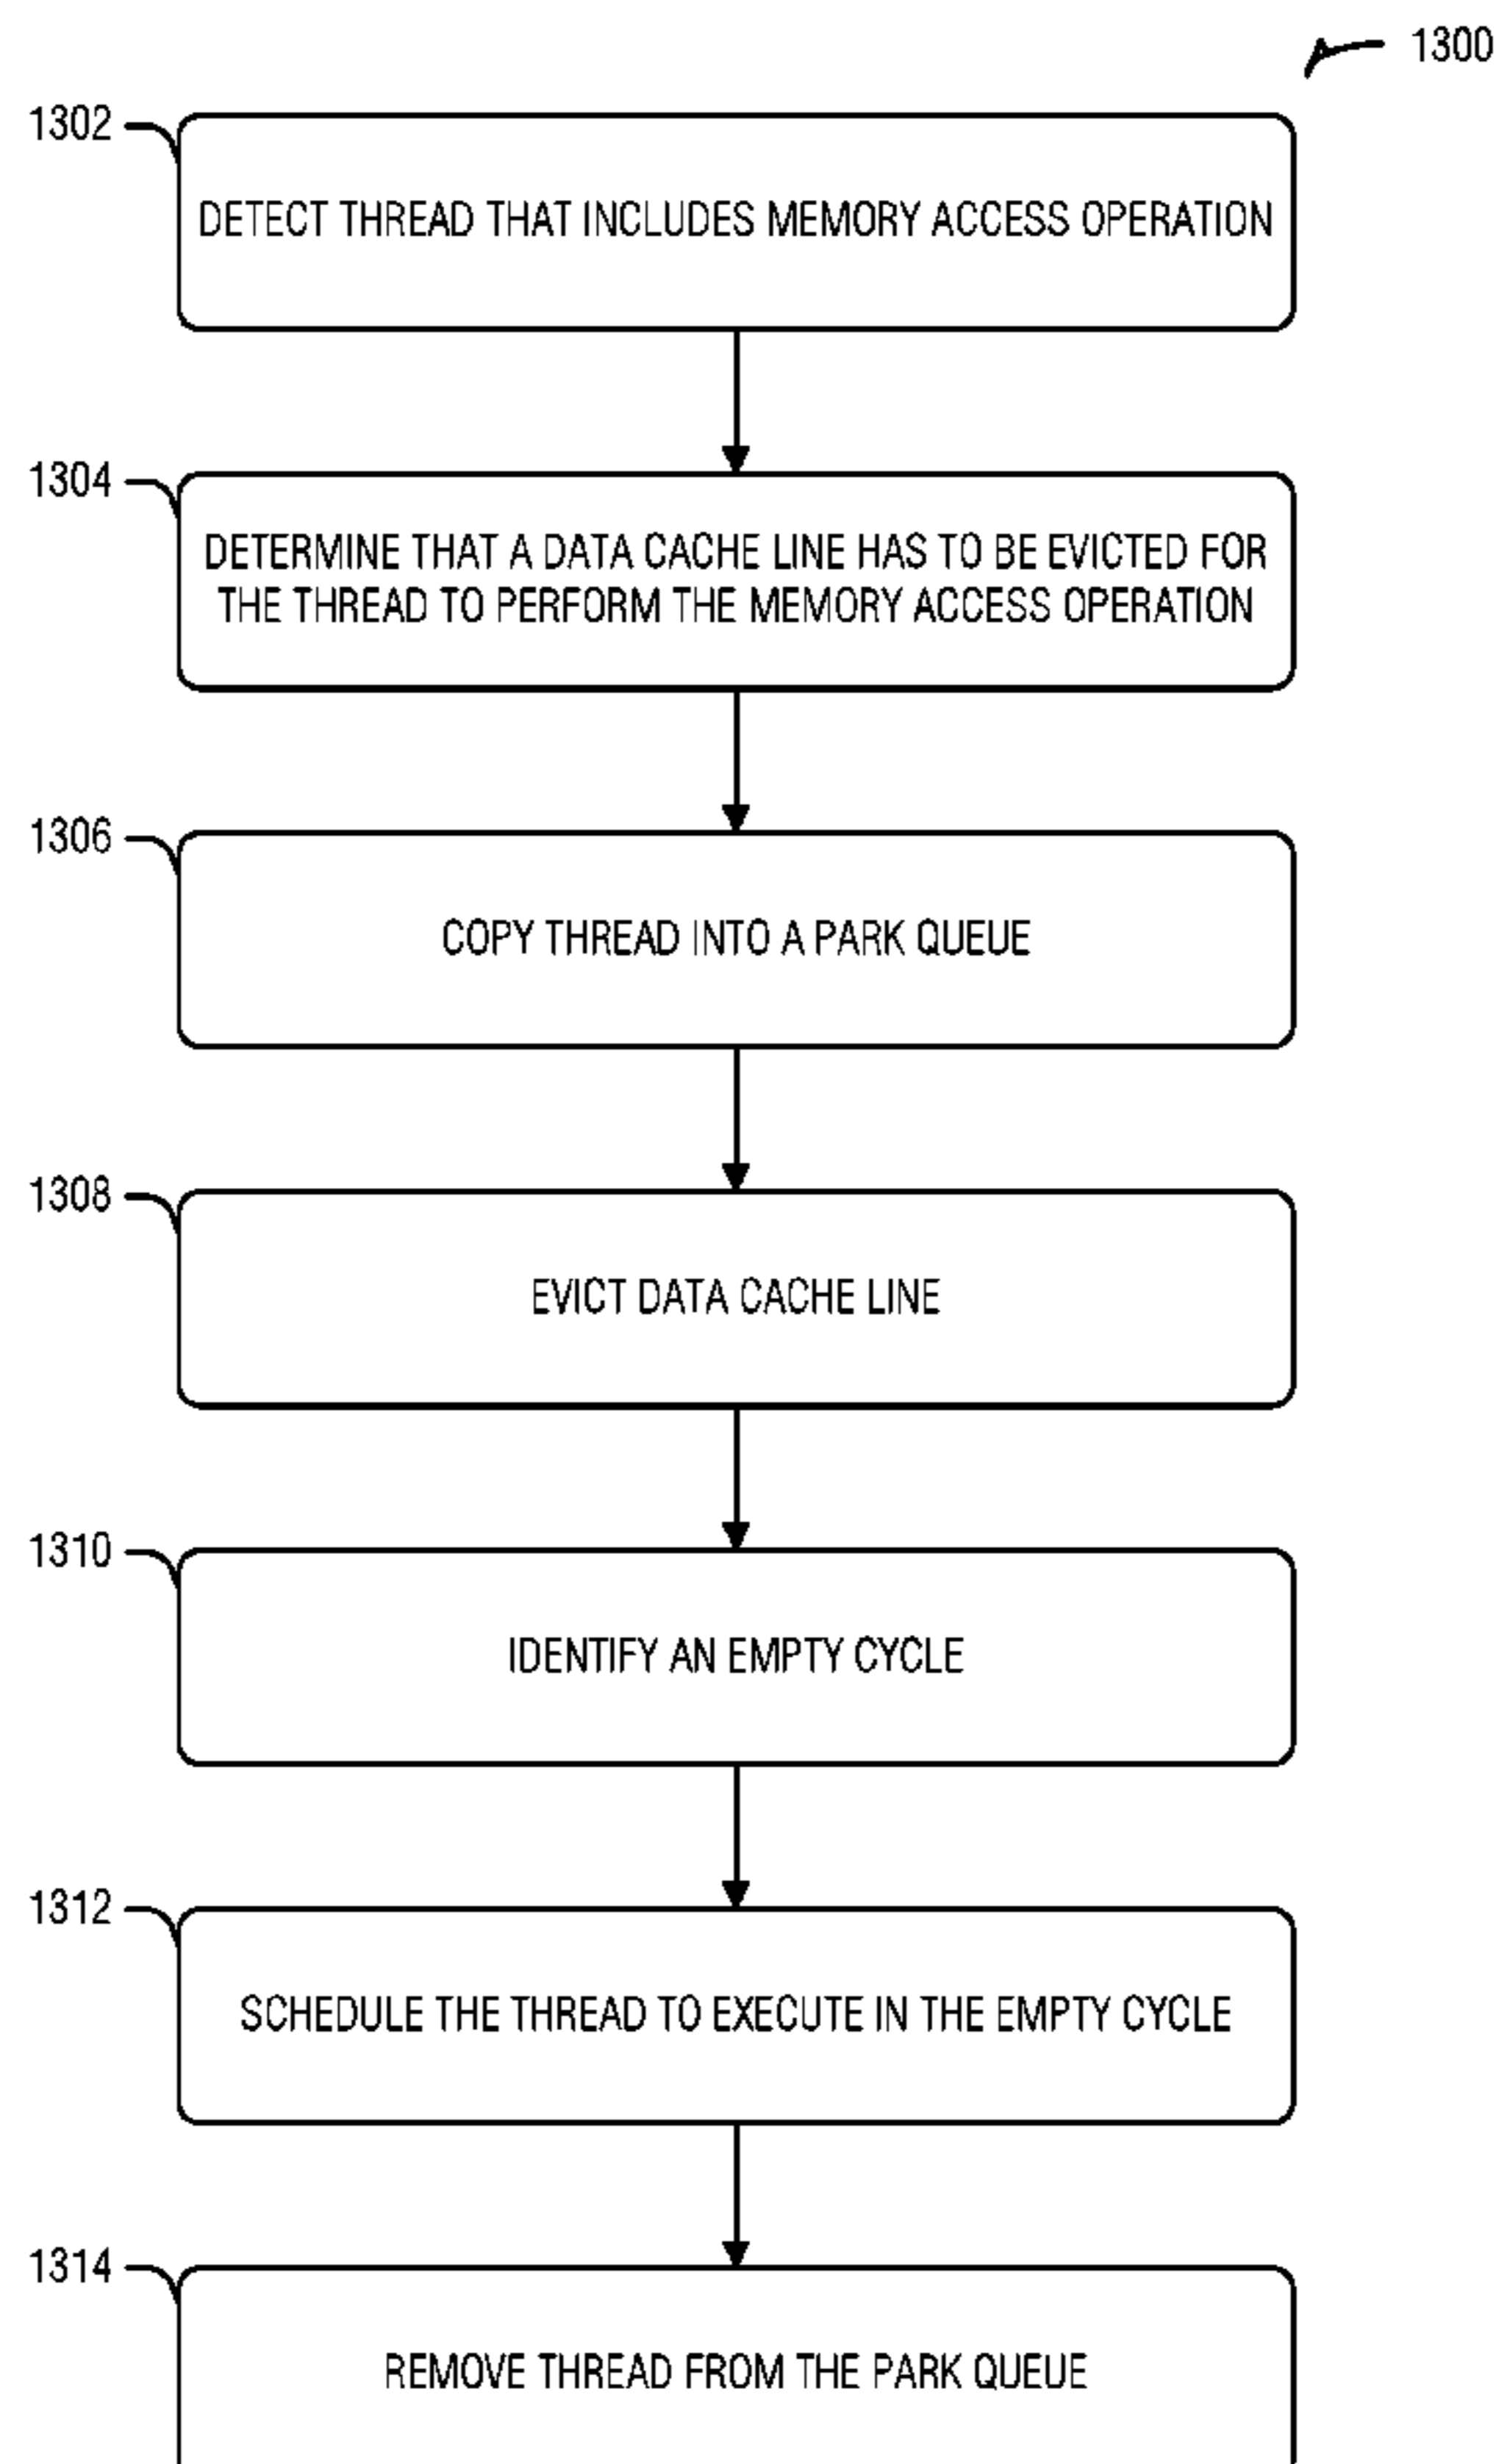 1300
1302
DETECT THREAD THAT INCLUDES MEMORY ACCESS OPERATION
1304
DETERMINE THAT A DATA CACHE LINE HAS TO BE EVICTED FOR
THE THREAD TO PERFORM THE MEMORY ACCESS OPERATION
1306
COPY THREAD INTO A PARK QUEUE
1308
EVICT DATA CACHE LINE
1310
IDENTIFY AN EMPTY CYCLE
1312
SCHEDULE THE THREAD TO EXECUTE IN THE EMPTY CYCLE
1314
REMOVE THREAD FROM THE PARK QUEUE